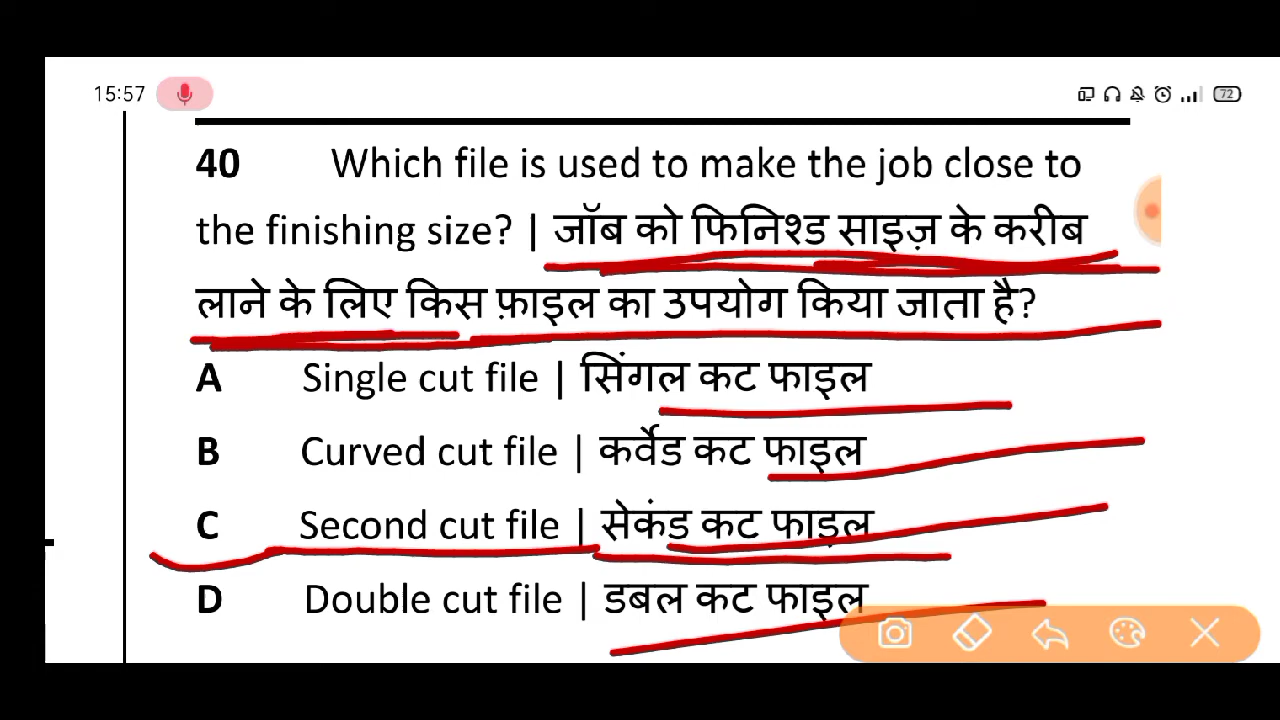 15:57
72
40 Which file is used to make the job close to
the finishing size? | जॉब को फिनिश्ड साइज़ के करीब
लाने के लिए किस फ़ाइल का उपयोग किया जाता है?
A Single cut file | सिंगल कट फाइल
B Curved cut file | कर्वेड कट फाइल
C Second cut file | सेकंड कट फाइल
D Double cut file | डबल कट फाइल